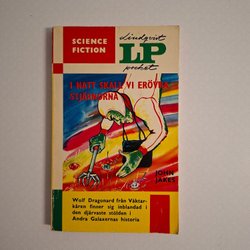 SCIENCE
FICTION
Lindqvist
LP
pocket
I NATT SKALL VI ERÖVRA
STJÄRNORNA
JOHN
JAKES
Wolf Dragonard från Väktar-
kåren finner sig inblandad i
den djärvaste stölden i
Andra Galaxernas historia